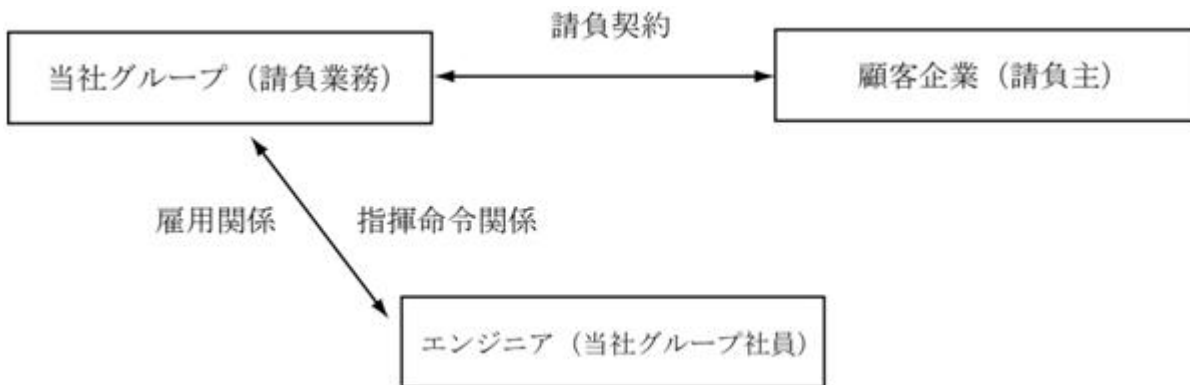 請負契約
当社グループ（請負業務）
顧客企業（請負主）
雇用関係
指揮命令関係
エンジニア（当社グループ社員）